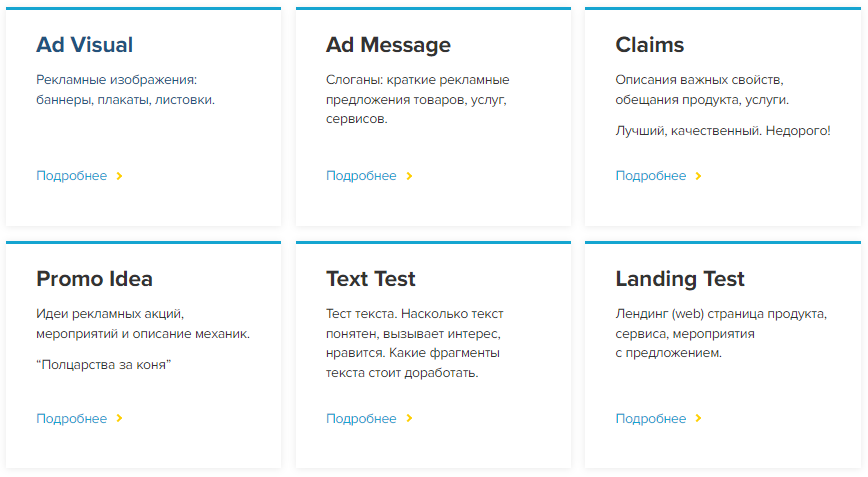 Ad Visual
Рекламные изображения:
баннеры, плакаты, листовки.
Подробнее
Ad Message
Слоганы: краткие рекламные
предложения товаров, услуг,
сервисов.
Подробнее
Claims
Описания важных свойств,
обещания продукта, услуги.
Лучший, качественный. Недорого!
Подробнее
Promo Idea
Идеи рекламных акций,
мероприятий и описание механик.
“Полцарства за коня”
Подробнее
Text Test
Тест текста. Насколько текст
понятен, вызывает интерес,
нравится. Какие фрагменты
текста стоит доработать.
Подробнее
Landing Test
Лендинг (web) страница продукта,
сервиса, мероприятия
с предложением.
Подробнее